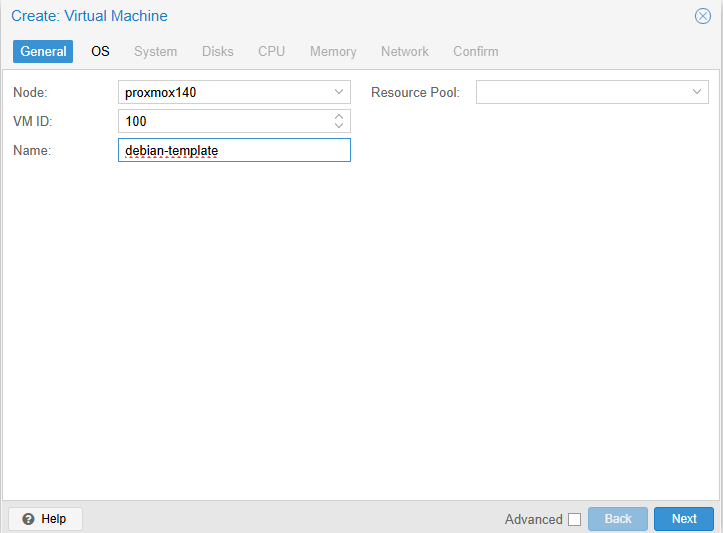 Create: Virtual Machine
General OS System Disks CPU Memory Network Confirm
Node: proxmox140 Resource Pool:
VM ID: 100
Name: debian-template
Help Advanced Back Next